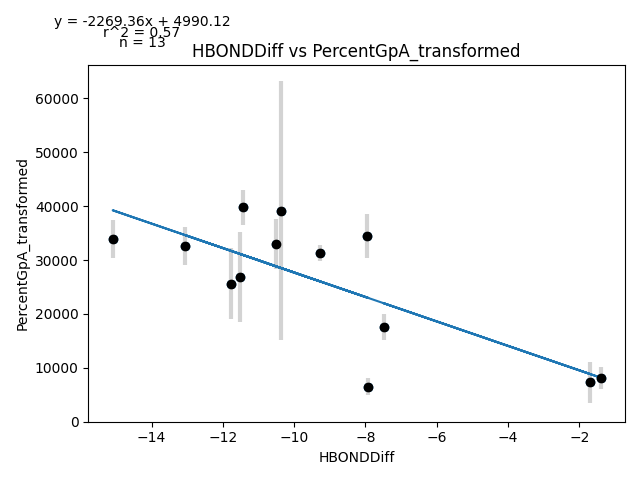 y = -2269.36x + 4990.12
r^2 = 0.57
n = 13
HBONDDiff vs PercentGpA_transformed
PercentGpA_transformed
60000
50000
40000
30000
20000
10000
0
−14 −12 −10 −8 −6 −4 −2
HBONDDiff